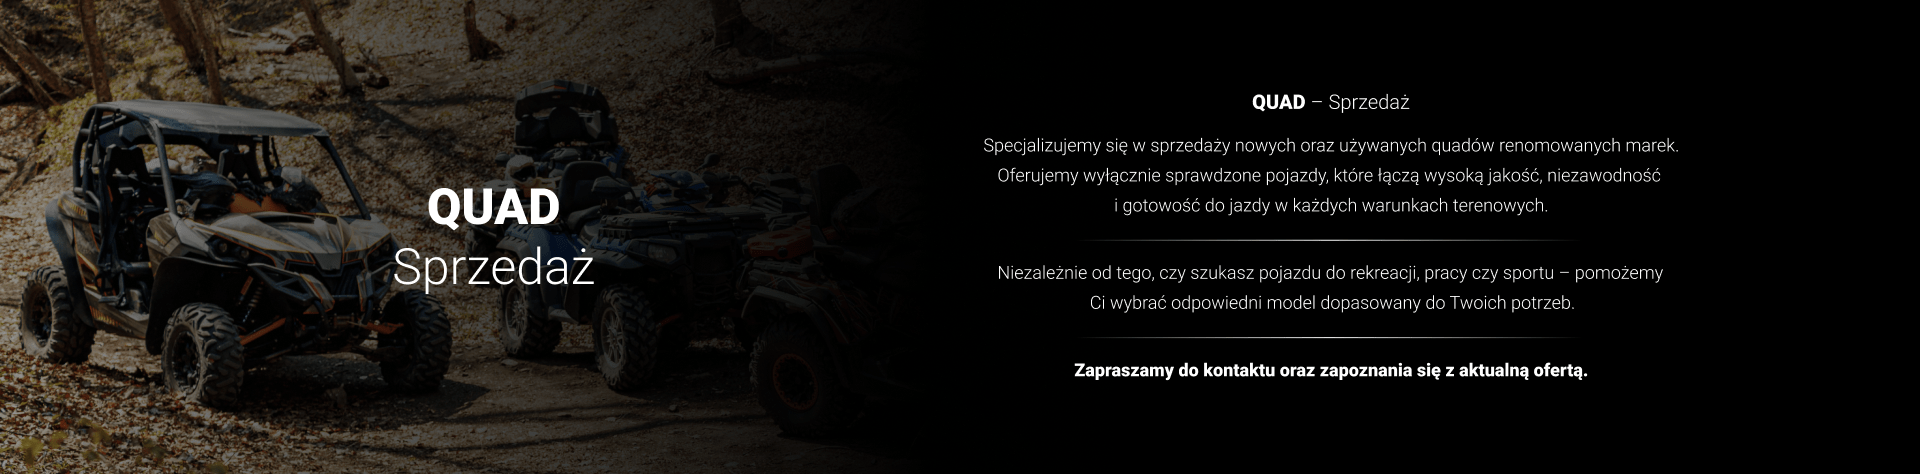 QUAD
Sprzedaż
QUAD – Sprzedaż
Specjalizujemy się w sprzedaży nowych oraz używanych quadów renomowanych marek.
Oferujemy wyłącznie sprawdzone pojazdy, które łączą wysoką jakość, niezawodność
i gotowość do jazdy w każdych warunkach terenowych.
Niezależnie od tego, czy szukasz pojazdu do rekreacji, pracy czy sportu – pomożemy
Ci wybrać odpowiedni model dopasowany do Twoich potrzeb.
Zapraszamy do kontaktu oraz zapoznania się z aktualną ofertą.